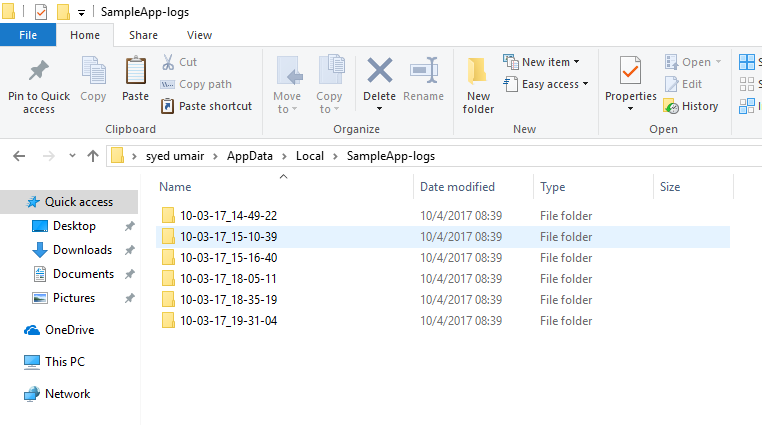 SampleApp-logs
File Home Share View
Pin to Quick access
Copy
Paste
Cut
Copy path
Paste shortcut
Clipboard
Move to
Copy to
Delete
Rename
Organize
New folder
New item
Easy access
New
Properties
Open
Edit
History
Open
syed umair AppData Local SampleApp-logs
Quick access
Desktop
Downloads
Documents
Pictures
OneDrive
This PC
Network
Name Date modified Type Size
10-03-17_14-49-22 10/4/2017 08:39 File folder
10-03-17_15-10-39 10/4/2017 08:39 File folder
10-03-17_15-16-40 10/4/2017 08:39 File folder
10-03-17_18-05-11 10/4/2017 08:39 File folder
10-03-17_18-35-19 10/4/2017 08:39 File folder
10-03-17_19-31-04 10/4/2017 08:39 File folder